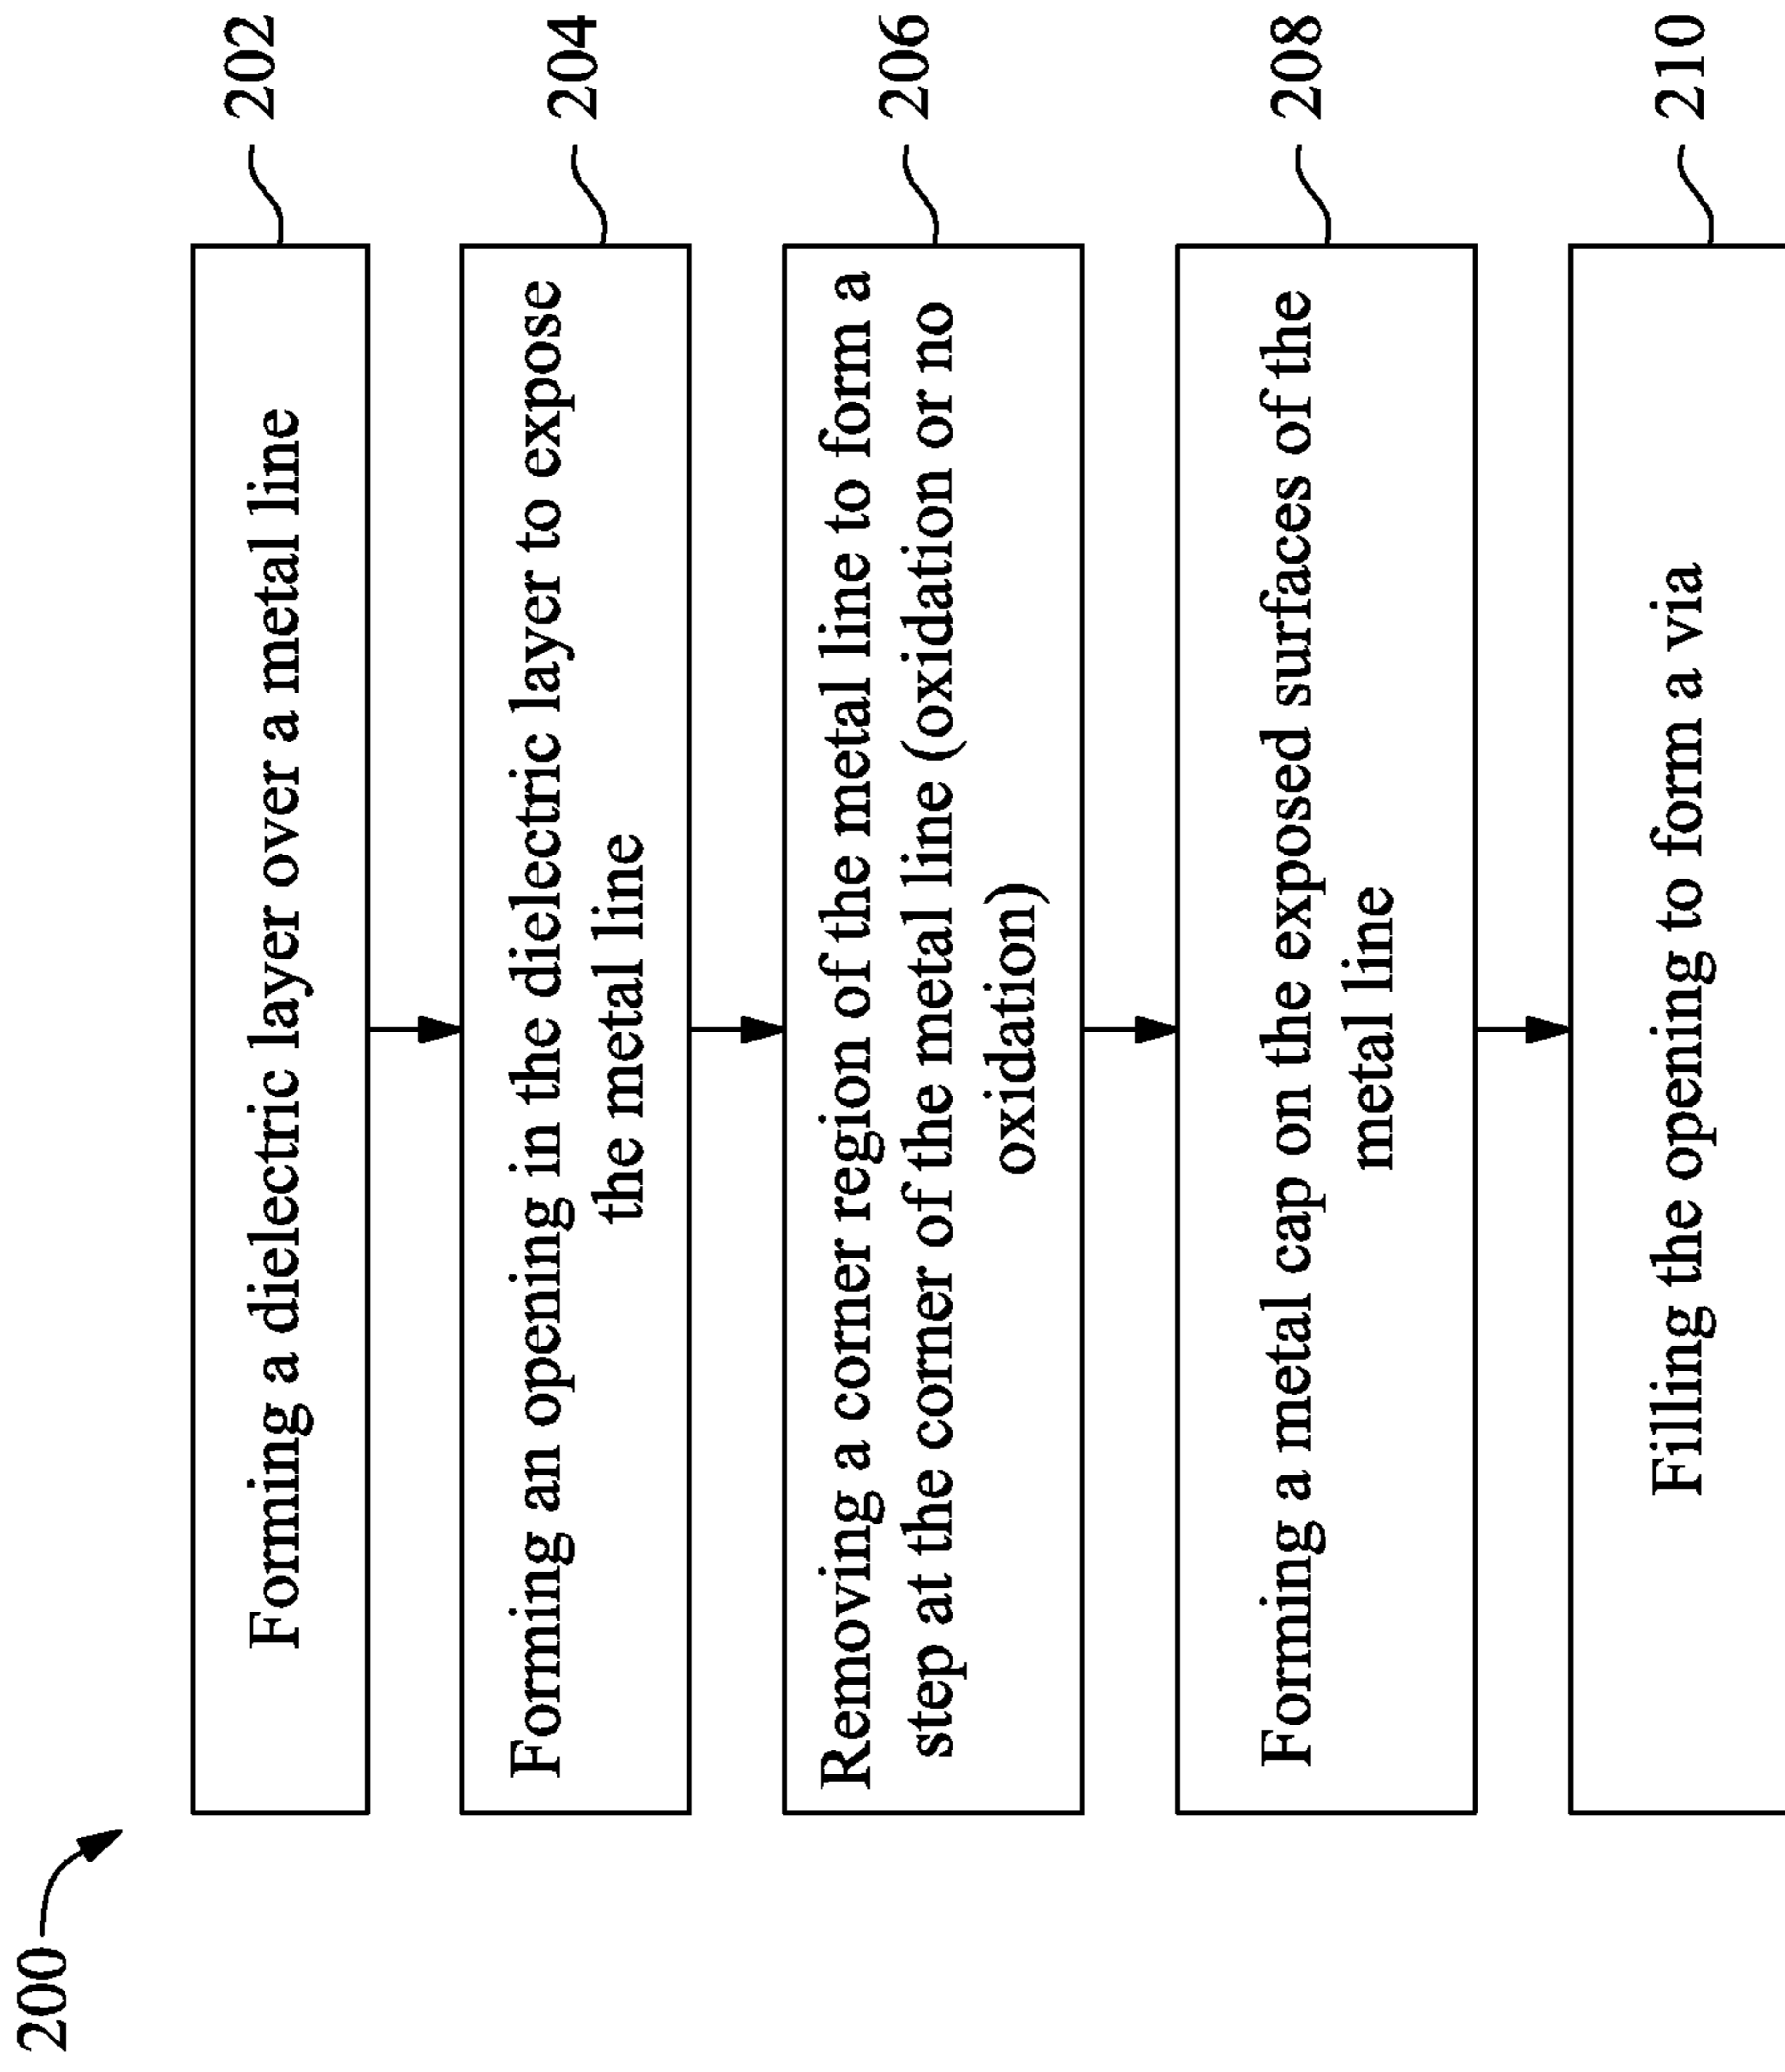 200
Forming a dielectric layer over a metal line
202
Forming an opening in the dielectric layer to expose
the metal line
204
Removing a corner region of the metal line to form a
step at the corner of the metal line (oxidation or no
oxidation)
206
Forming a metal cap on the exposed surfaces of the
metal line
208
Filling the opening to form a via
210